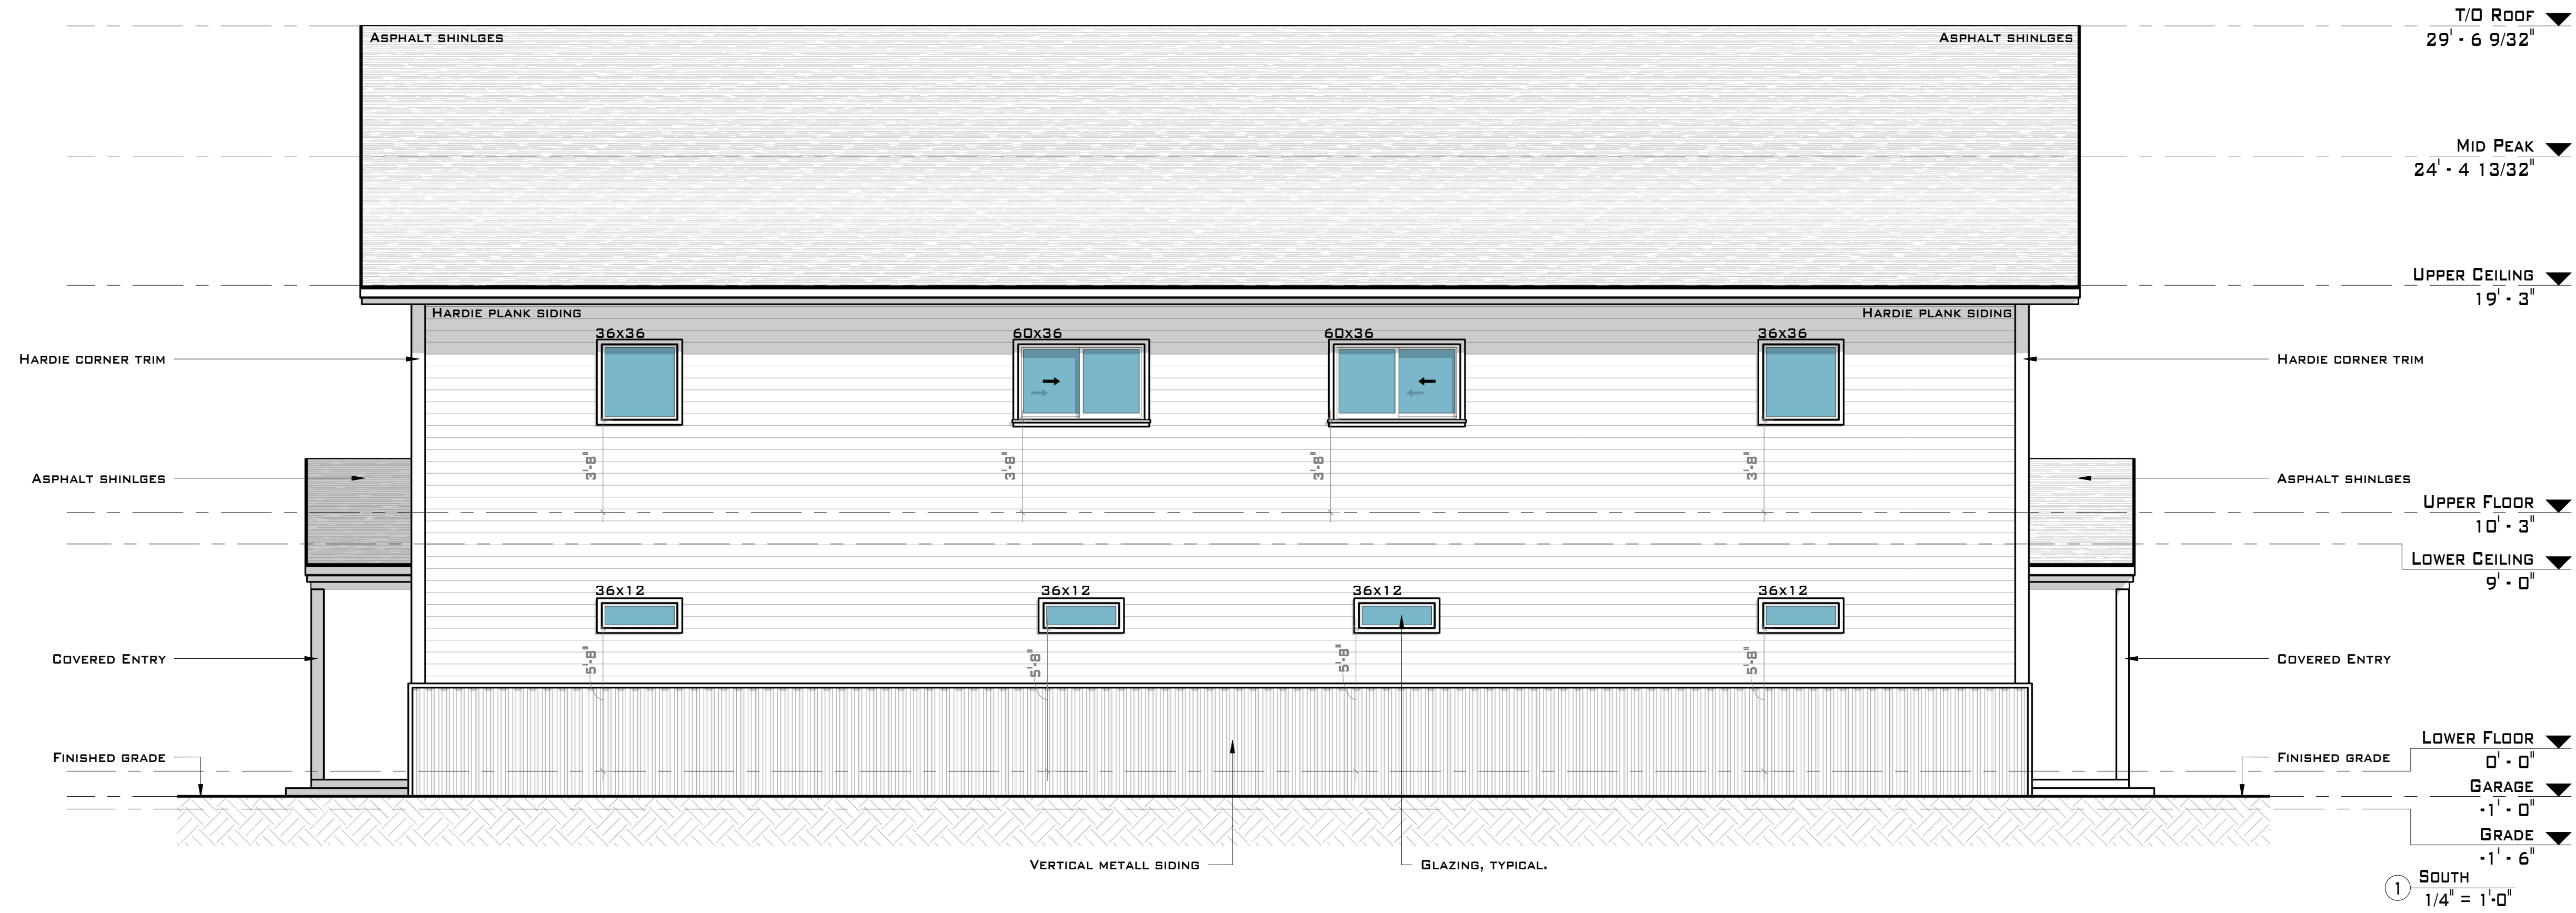 T/O Roof
29' - 6 9/32"
Asphalt shinlges
Asphalt shinlges
Mid Peak
24' - 4 13/32"
Upper Ceiling
19' - 3"
Hardie plank siding
Hardie plank siding
36x36
60x36
60x36
36x36
Hardie corner trim
Hardie corner trim
3'-8"
3'-8"
3'-8"
3'-8"
Asphalt shinlges
Asphalt shinlges
Upper Floor
10' - 3"
Lower Ceiling
9' - 0"
36x12
36x12
36x12
36x12
5'-8"
5'-8"
5'-8"
5'-8"
Covered Entry
Covered Entry
Finished grade
Finished grade
Lower Floor
0' - 0"
Garage
-1' - 0"
Grade
-1' - 6"
Vertical metall siding
Glazing, typical.
1
South
1/4" = 1'-0"